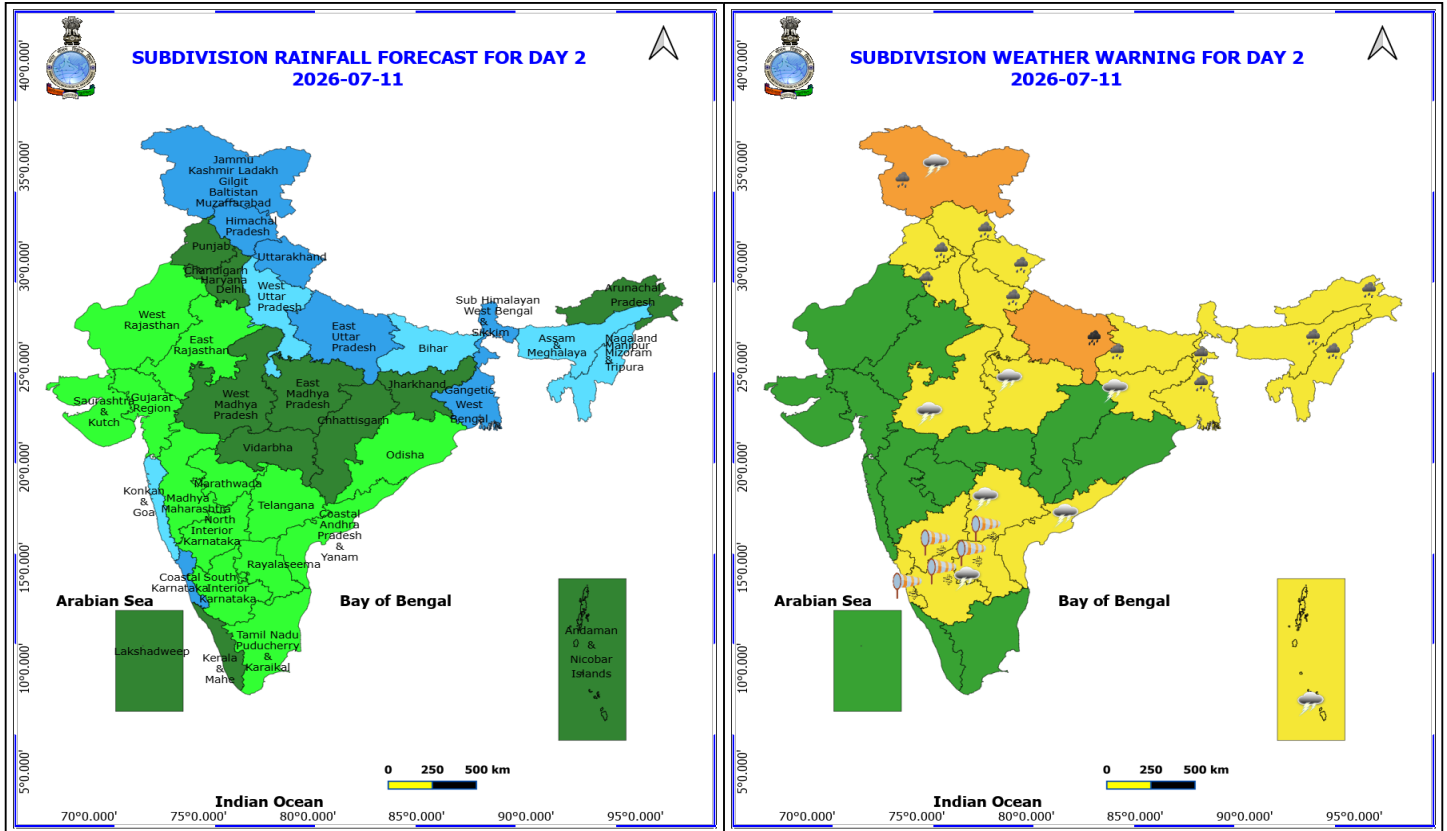 SUBDIVISION RAINFALL FORECAST FOR DAY 2
2026-07-11
40°0.000'
35°0.000'
30°0.000'
25°0.000'
20°0.000'
15°0.000'
10°0.000'
5°0.000'
Jammu
Kashmir Ladakh
Gilgit
Baltistan
Muzaffarabad
Himachal
Pradesh
Punjab
Uttarakhand
Chandigarh
Haryana
Delhi
West
Uttar
Pradesh
Arunachal
Pradesh
West
Rajasthan
East
Rajasthan
East
Uttar
Pradesh
Sub Himalayan
West Bengal
&
Sikkim
Bihar
Assam
&
Meghalaya
Nagaland
Manipur
Mizoram
&
Tripura
Saurashtra
&
Kutch
Gujarat
Region
West
Madhya
Pradesh
East
Madhya
Pradesh
Jharkhand
Gangetic
West
Bengal
Chhattisgarh
Vidarbha
Odisha
Konkan
&
Goa
Madhya
Maharashtra
Marathwada
Telangana
North
Interior
Karnataka
Coastal
Andhra
Pradesh
&
Yanam
Rayalaseema
Coastal
Karnataka
South
Interior
Karnataka
Arabian Sea
Bay of Bengal
Lakshadweep
Kerala
&
Mahe
Tamil Nadu
Puducherry
&
Karaikal
Andaman
&
Nicobar
Islands
0 250 500 km
Indian Ocean
70°0.000' 75°0.000' 80°0.000' 85°0.000' 90°0.000' 95°0.000'
SUBDIVISION WEATHER WARNING FOR DAY 2
2026-07-11
40°0.000'
35°0.000'
30°0.000'
25°0.000'
20°0.000'
15°0.000'
10°0.000'
5°0.000'
Arabian Sea
Bay of Bengal
0 250 500 km
Indian Ocean
70°0.000' 75°0.000' 80°0.000' 85°0.000' 90°0.000' 95°0.000'